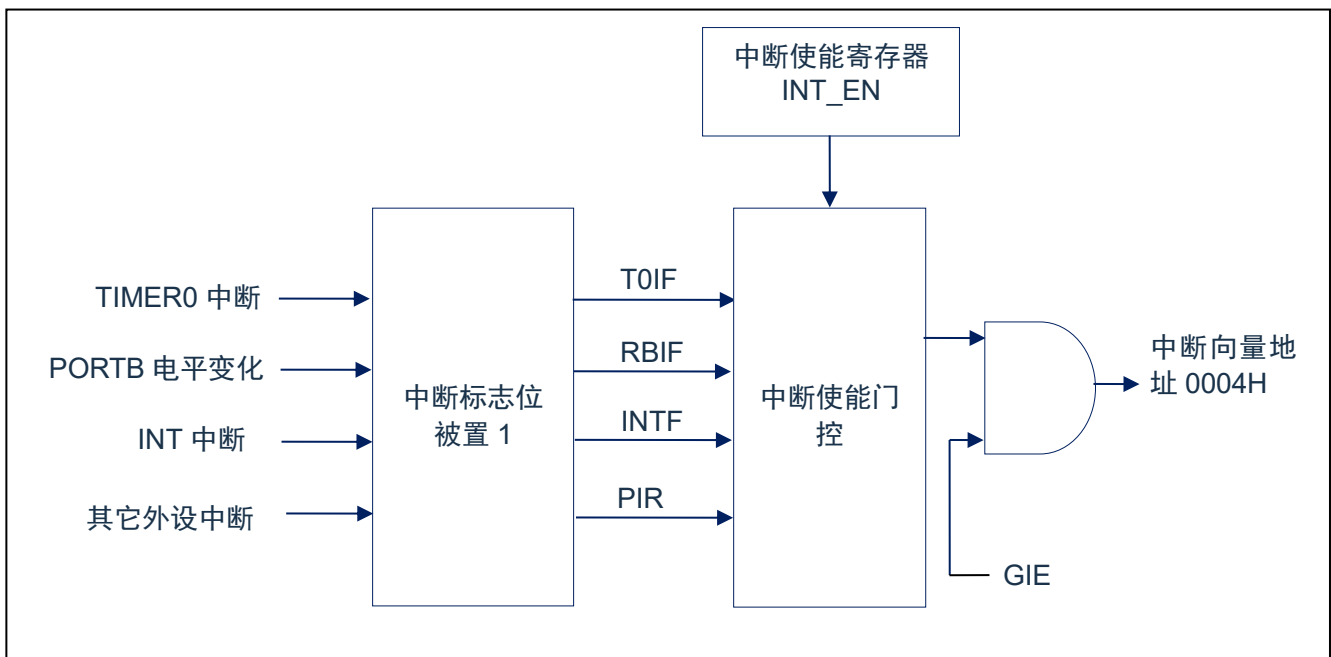 中断使能寄存器
INT_EN
TIMER0 中断
PORTB 电平变化
INT 中断
其它外设中断
中断标志位
被置 1
T0IF
RBIF
INTF
PIR
中断使能门
控
中断向量地
址 0004H
GIE